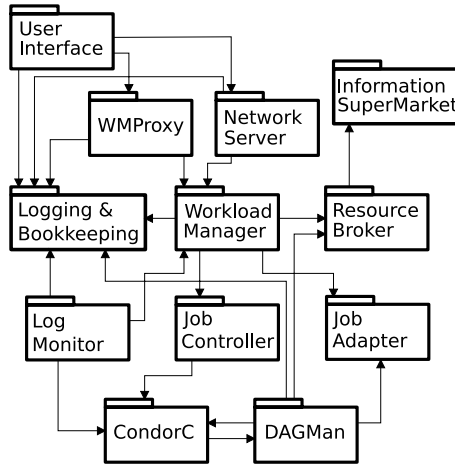 User
Interface
Information
SuperMarket
WMProxy
Network
Server
Logging &
Bookkeeping
Workload
Manager
Resource
Broker
Log
Monitor
Job
Controller
Job
Adapter
CondorC
DAGMan